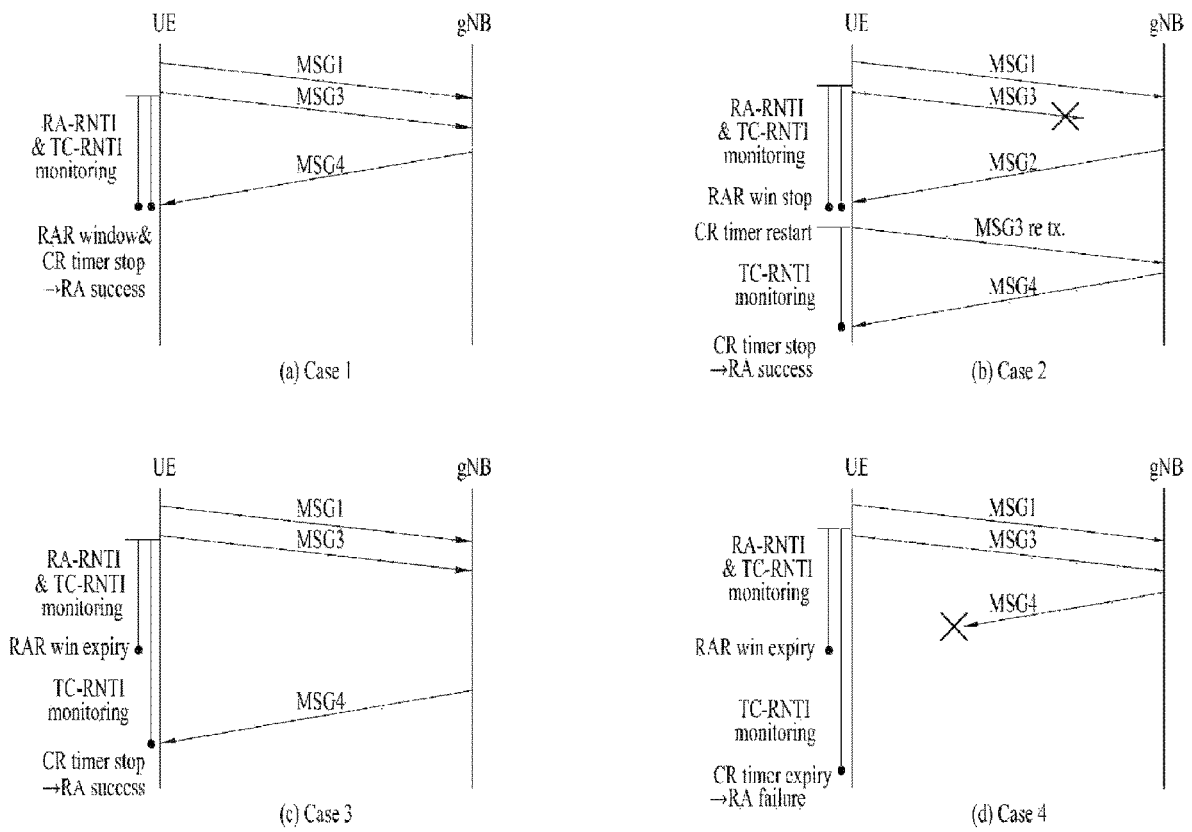 UE
gNB
MSG1
MSG3
RA-RNTI
& TC-RNTI
monitoring
MSG4
RAR window&
CR timer stop
→RA success
(a) Case 1
UE
gNB
MSG1
MSG3
RA-RNTI
& TC-RNTI
monitoring
MSG2
RAR win stop
CR timer restart
MSG3 re tx.
TC-RNTI
monitoring
MSG4
CR timer stop
→RA success
(b) Case 2
UE
gNB
MSG1
MSG3
RA-RNTI
& TC-RNTI
monitoring
RAR win expiry
TC-RNTI
monitoring
MSG4
CR timer stop
→RA success
(c) Case 3
UE
gNB
MSG1
MSG3
RA-RNTI
& TC-RNTI
monitoring
MSG4
RAR win expiry
TC-RNTI
monitoring
CR timer expiry
→RA failure
(d) Case 4